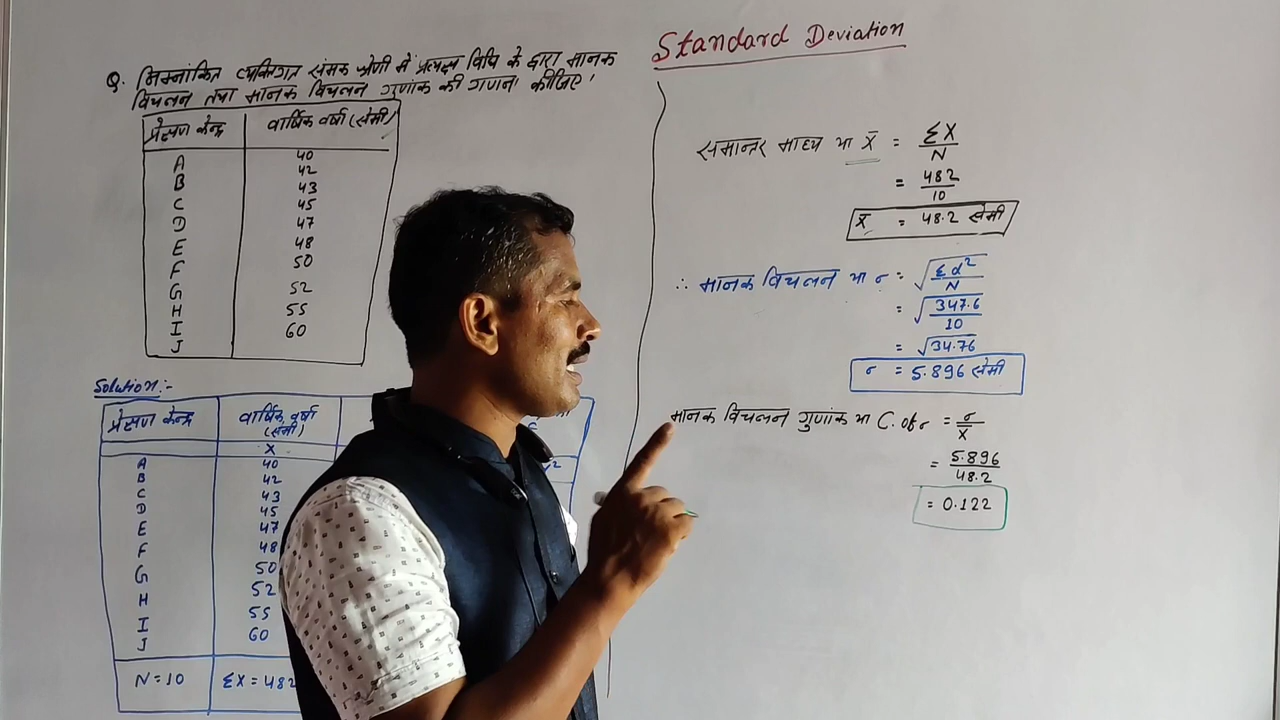 Standard Deviation
Q. निम्नांकित व्यक्तिगत संमक श्रेणी में प्रत्यक्ष विधि के द्वारा मानक
विचलन तथा मानक विचलन गुणांक की गणना कीजिए।
प्रेक्षण केन्द्र वार्षिक वर्षा (सेमी)
A 40
B 42
C 43
D 45
E 47
F 48
G 50
H 52
I 55
J 60
Solution:-
प्रेक्षण केन्द्र वार्षिक वर्षा
(सेमी)
X
A 40
B 42
C 43
D 45
E 47
F 48
G 50
H 52
I 55
J 60
N = 10 ΣX = 482
समान्तर माध्य या X̄ = ΣX/N
= 482/10
X̄ = 48.2 सेमी
∴ मानक विचलन या σ = √(Σd²/N)
= √(347.6/10)
= √34.76
σ = 5.896 सेमी
मानक विचलन गुणांक या C. of σ = σ/X̄
= 5.896/48.2
= 0.122